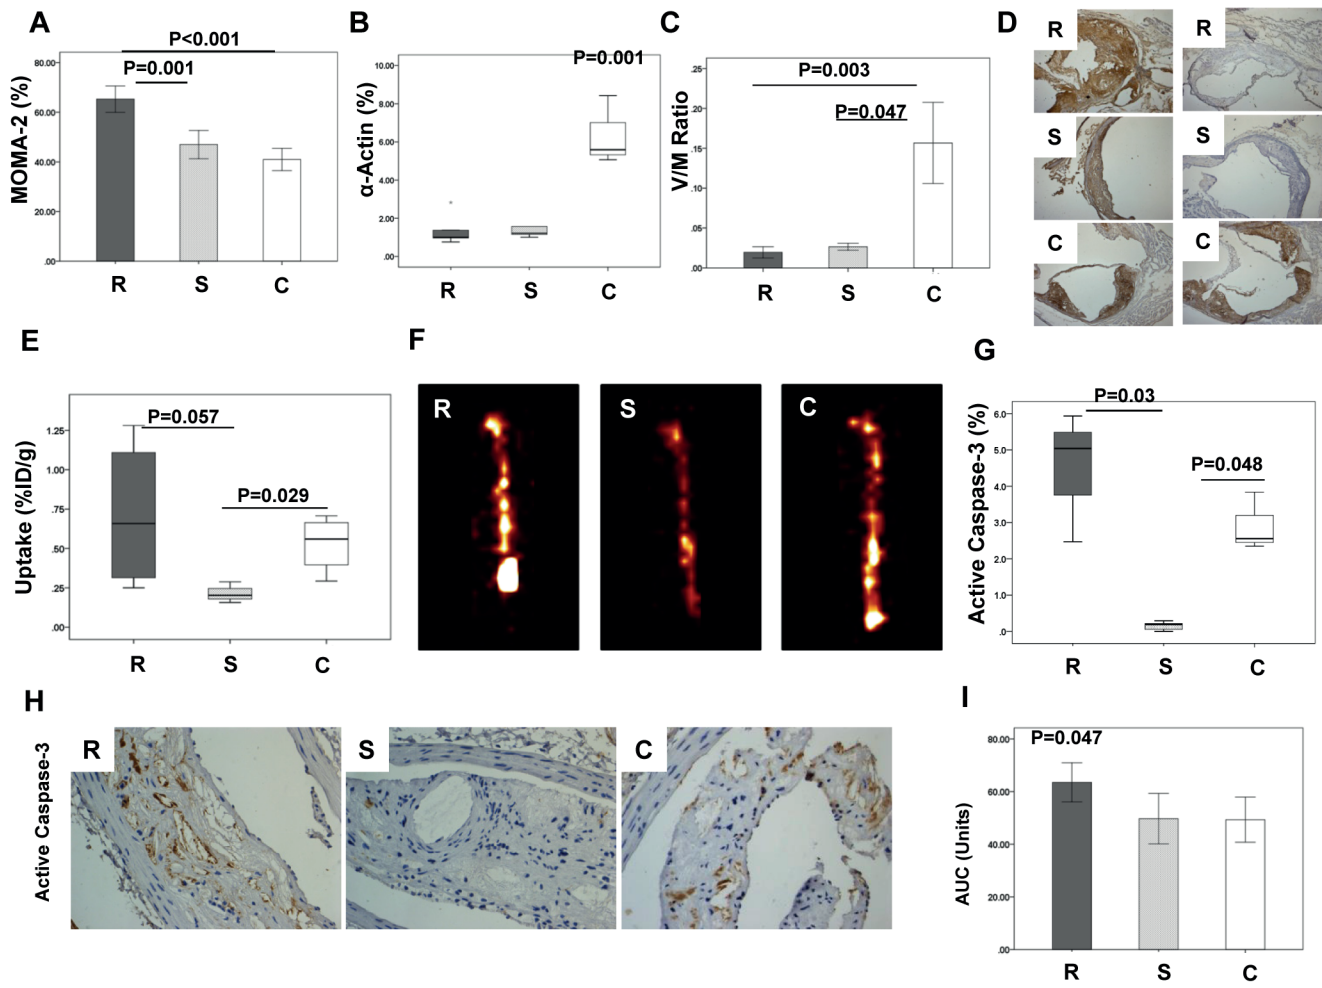 A
MOMA-2 (%)
80.00
60.00
40.00
20.00
.00
P<0.001
P=0.001
R S C
B
α-Actin (%)
10.00
8.00
6.00
4.00
2.00
.00
P=0.001
R S C
C
V/M Ratio
.25
.20
.15
.10
.05
.00
P=0.003
P=0.047
R S C
D
R R
S S
C C
E
Uptake (%ID/g)
1.25
1.00
.75
.50
.25
.00
P=0.057
P=0.029
R S C
F
R S C
G
Active Caspase-3 (%)
6.0
5.0
4.0
3.0
2.0
1.0
.0
P=0.03
P=0.048
R S C
H
Active Caspase-3
R S C
I
AUC (Units)
80.00
60.00
40.00
20.00
.00
P=0.047
R S C